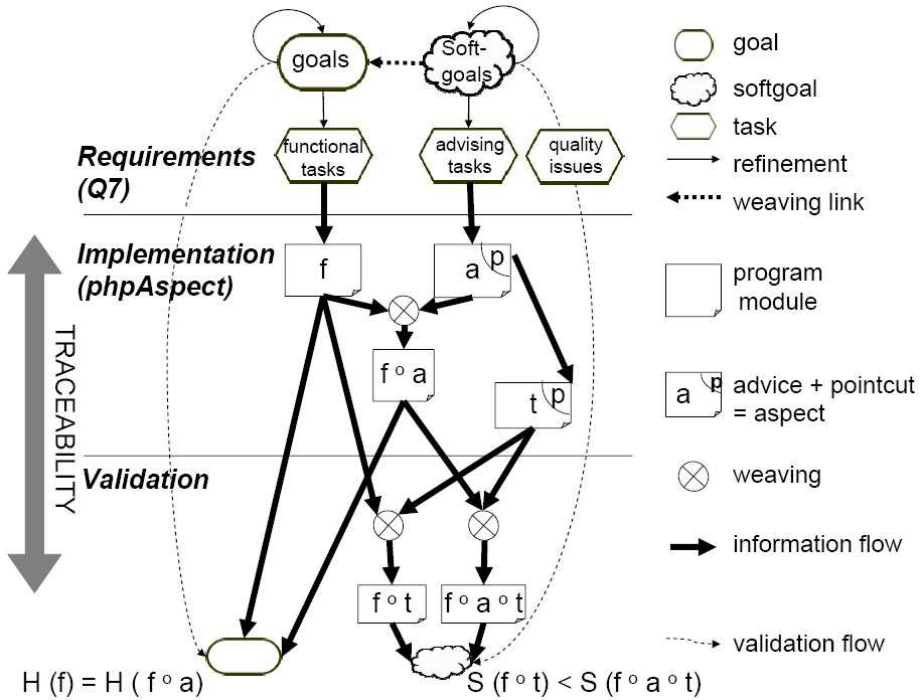 goals
Soft-
goals
functional
tasks
advising
tasks
quality
issues
Requirements
(Q7)
Implementation
(phpAspect)
f
a
p
f ∘ a
t
p
TRACEABILITY
Validation
f ∘ t
f ∘ a ∘ t
H (f) = H ( f ∘ a)
S (f ∘ t) < S (f ∘ a ∘ t)
goal
softgoal
task
refinement
weaving link
program
module
a
p
advice + pointcut
= aspect
weaving
information flow
validation flow